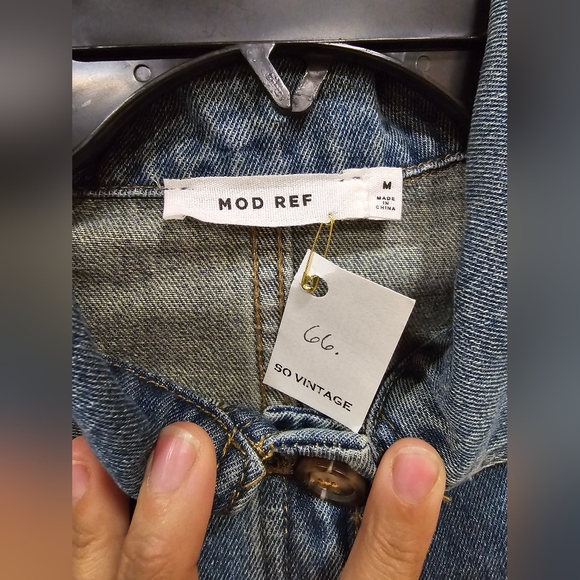 MOD REF
M
MADE
IN
CHINA
66.
SO VINTAGE